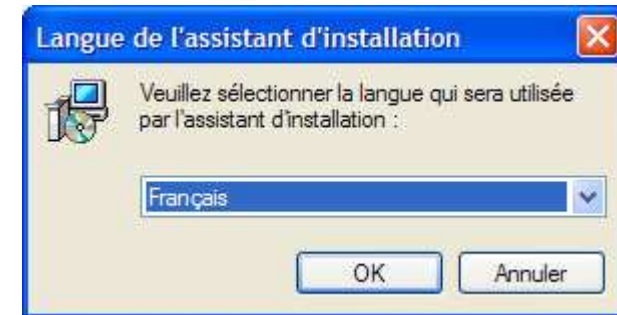 Langue de l'assistant d'installation
Veuillez sélectionner la langue qui sera utilisée
par l'assistant d'installation :
Français
OK Annuler